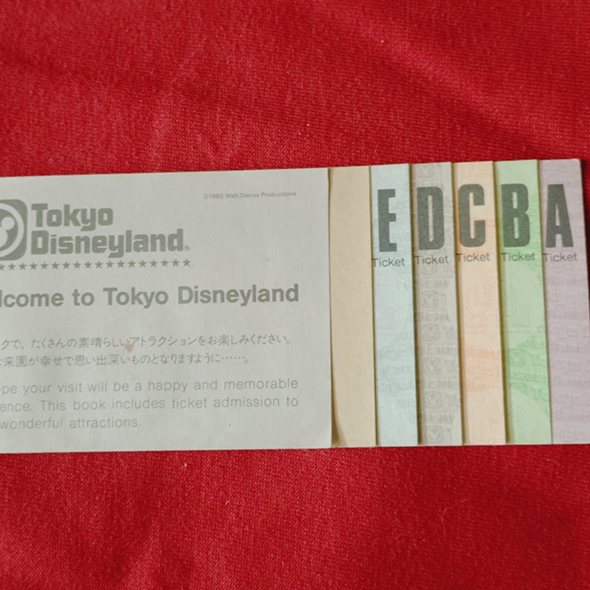 ©1983 Walt Disney Productions
Tokyo
Disneyland®
lcome to Tokyo Disneyland
クで、たくさんの素晴らしいアトラクションをお楽しみください。
ご来園が幸せで思い出深いものとなりますように……。
pe your visit will be a happy and memorable
ence. This book includes ticket admission to
wonderful attractions.
E D C B A
Ticket Ticket Ticket Ticket Ticket